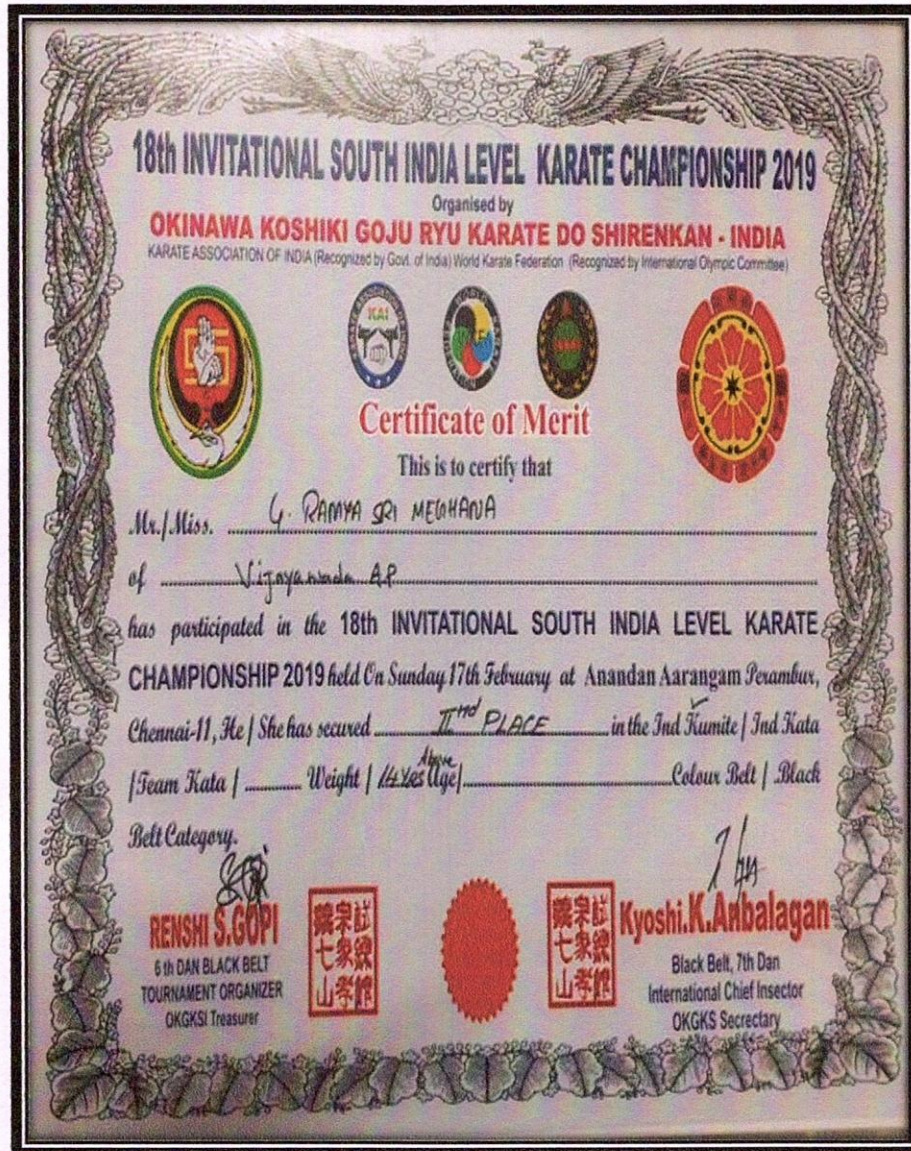 18th INVITATIONAL SOUTH INDIA LEVEL KARATE CHAMPIONSHIP 2019
Organised by
OKINAWA KOSHIKI GOJU RYU KARATE DO SHIRENKAN - INDIA
KARATE ASSOCIATION OF INDIA (Recognized by Govt. of India) World Karate Federation (Recognized by International Olympic Committee)
KAI
Certificate of Merit
This is to certify that
Mr./Miss. G. RAMYA SRI MEGHANA
of Vijayawada AP
has participated in the 18th INVITATIONAL SOUTH INDIA LEVEL KARATE
CHAMPIONSHIP 2019 held On Sunday 17th February at Anandan Aarangam Perambur,
Chennai-11, He / She has secured IInd PLACE in the Ind Kumite / Ind Kata
/Team Kata / Weight / 14 Yrs Above Age/ Colour Belt / Black
Belt Category.
RENSHI S.GOPI
6 th DAN BLACK BELT
TOURNAMENT ORGANIZER
OKGKSI Treasurer
Kyoshi.K.Anbalagan
Black Belt, 7th Dan
International Chief Insector
OKGKS Secretary